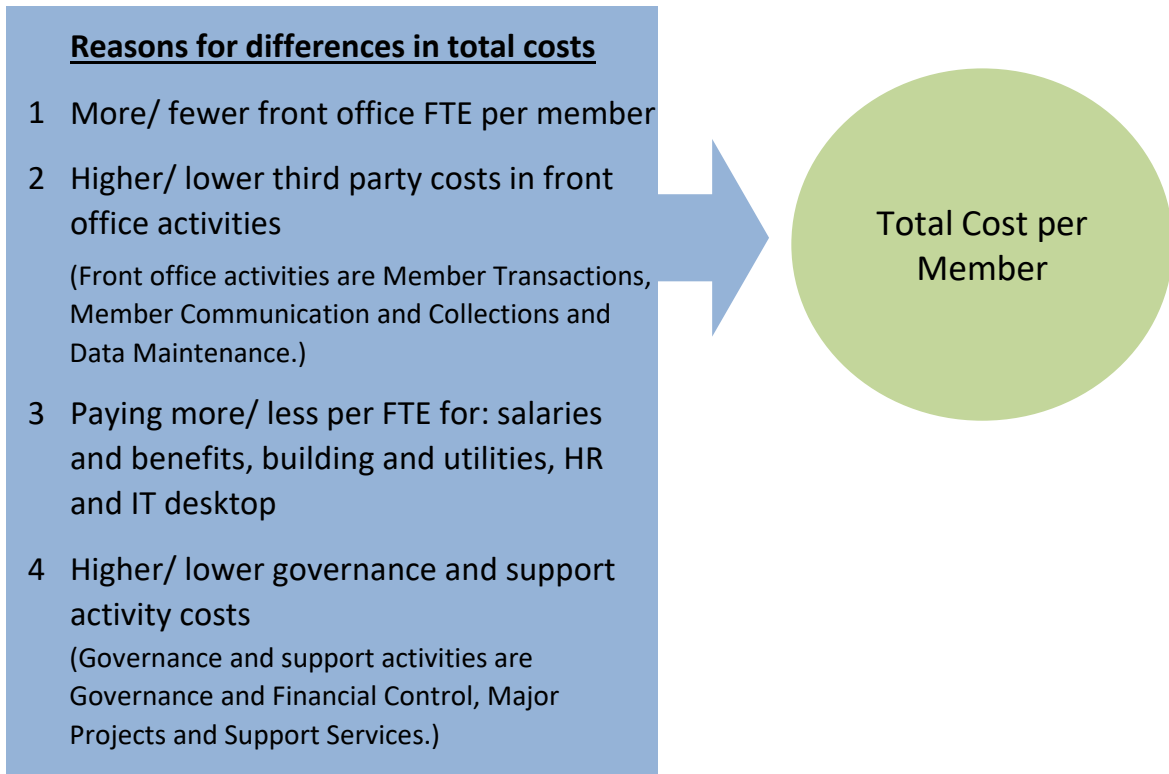 Reasons for differences in total costs
1 More/ fewer front office FTE per member
2 Higher/ lower third party costs in front
office activities
(Front office activities are Member Transactions,
Member Communication and Collections and
Data Maintenance.)
3 Paying more/ less per FTE for: salaries
and benefits, building and utilities, HR
and IT desktop
4 Higher/ lower governance and support
activity costs
(Governance and support activities are
Governance and Financial Control, Major
Projects and Support Services.)
Total Cost per
Member